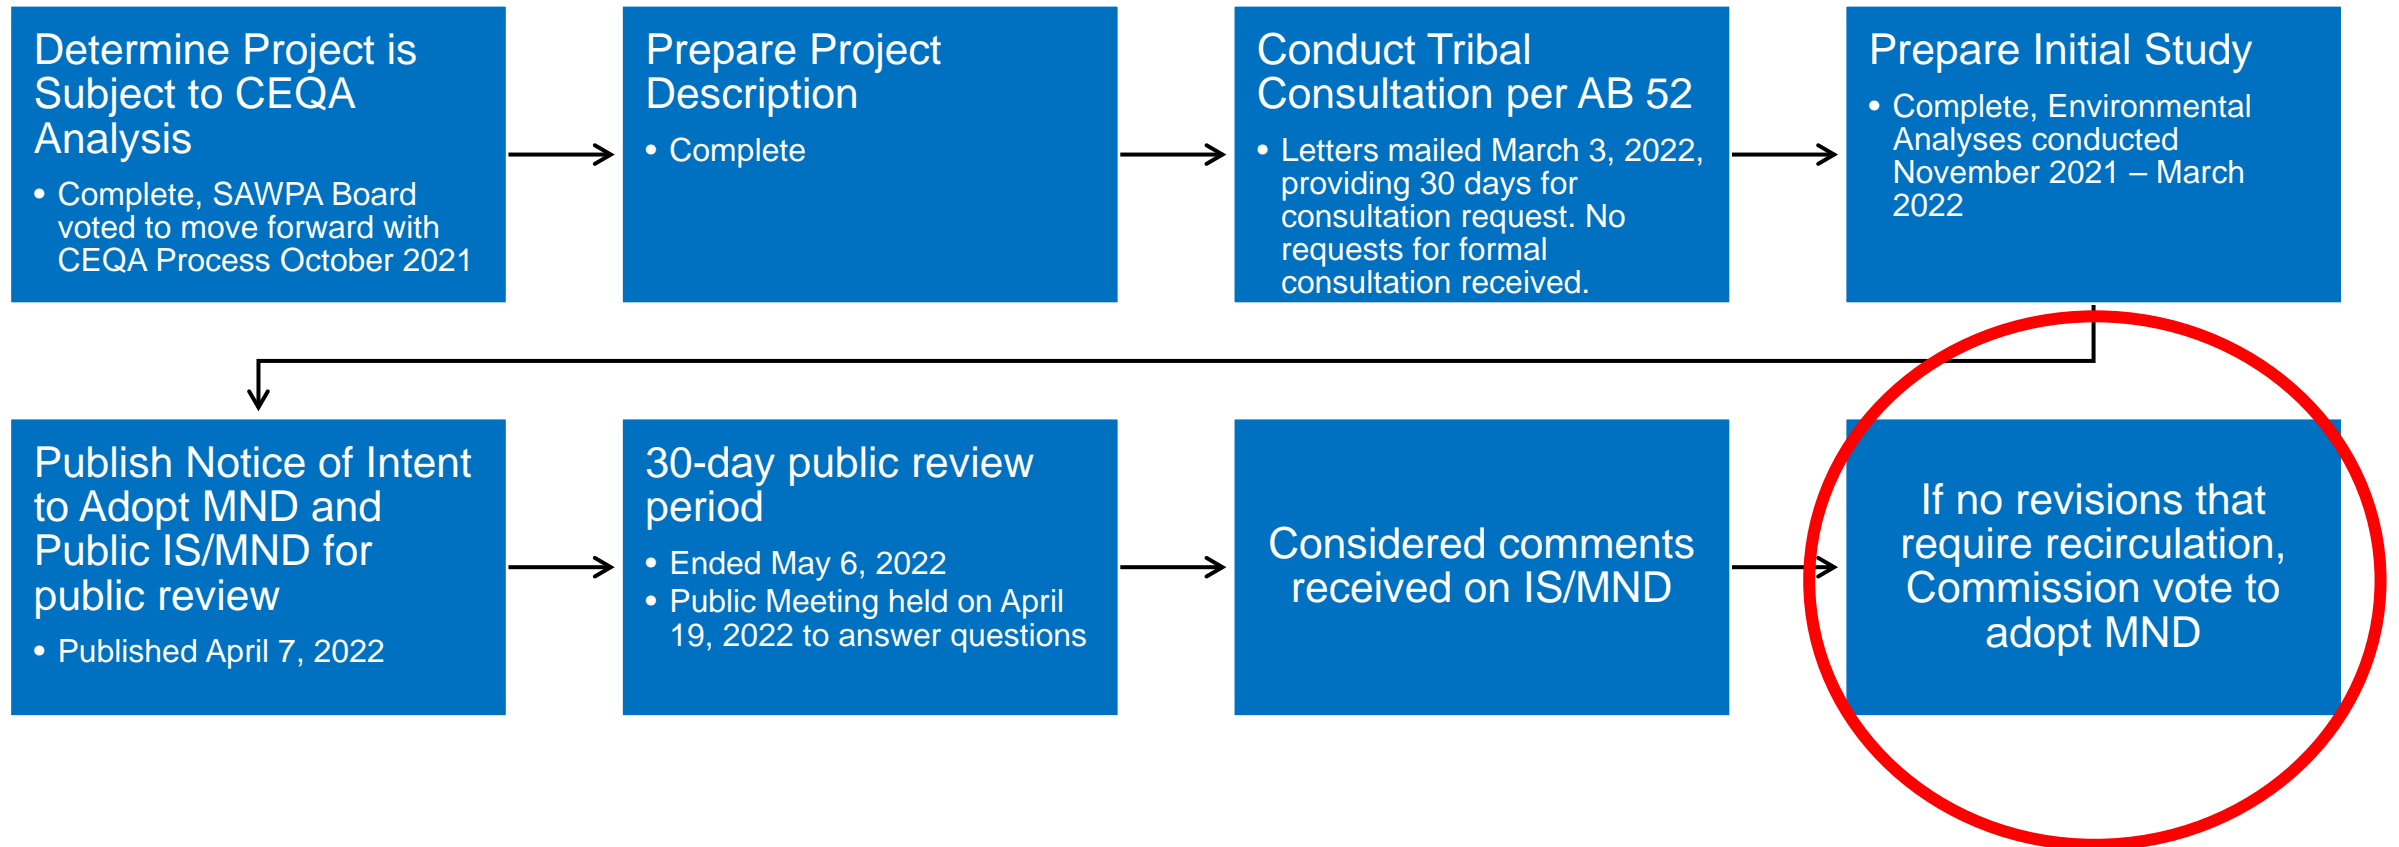 Determine Project is
Subject to CEQA
Analysis
• Complete, SAWPA Board
voted to move forward with
CEQA Process October 2021
Prepare Project
Description
• Complete
Conduct Tribal
Consultation per AB 52
• Letters mailed March 3, 2022,
providing 30 days for
consultation request. No
requests for formal
consultation received.
Prepare Initial Study
• Complete, Environmental
Analyses conducted
November 2021 – March
2022
Publish Notice of Intent
to Adopt MND and
Public IS/MND for
public review
• Published April 7, 2022
30-day public review
period
• Ended May 6, 2022
• Public Meeting held on April
19, 2022 to answer questions
Considered comments
received on IS/MND
If no revisions that
require recirculation,
Commission vote to
adopt MND